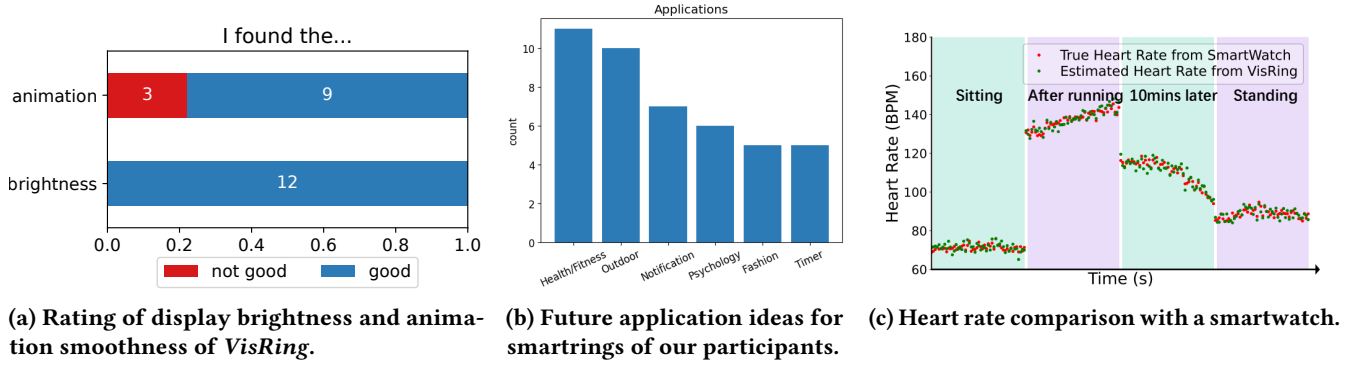 I found the...
animation
3
9
brightness
12
0.0 0.2 0.4 0.6 0.8 1.0
not good good
(a) Rating of display brightness and anima-
tion smoothness of VisRing.
Applications
count
10
8
6
4
2
0
Health/Fitness Outdoor Notification Psychology Fashion Timer
(b) Future application ideas for
smartrings of our participants.
Heart Rate (BPM)
180
160
140
120
100
80
60
True Heart Rate from SmartWatch
Estimated Heart Rate from VisRing
Sitting After running 10mins later Standing
Time (s)
(c) Heart rate comparison with a smartwatch.